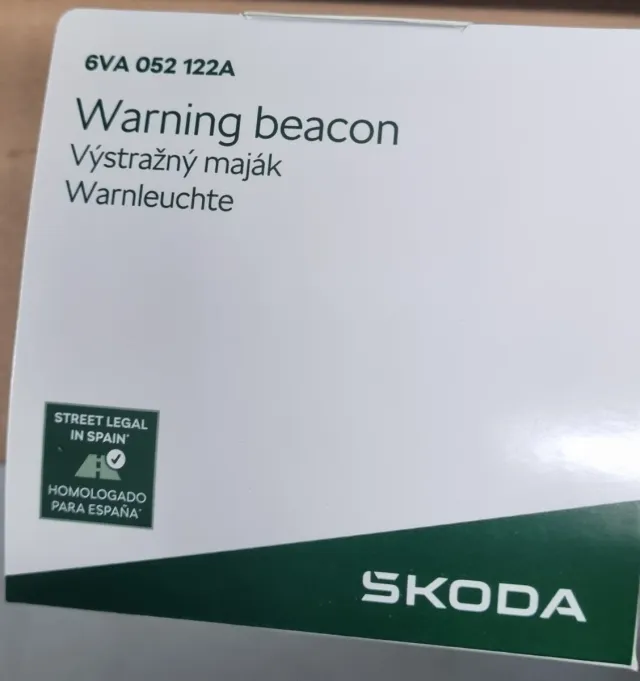 6VA 052 122A
Warning beacon
Výstražný maják
Warnleuchte
STREET LEGAL
IN SPAIN*
HOMOLOGADO
PARA ESPAÑA*
ŠKODA